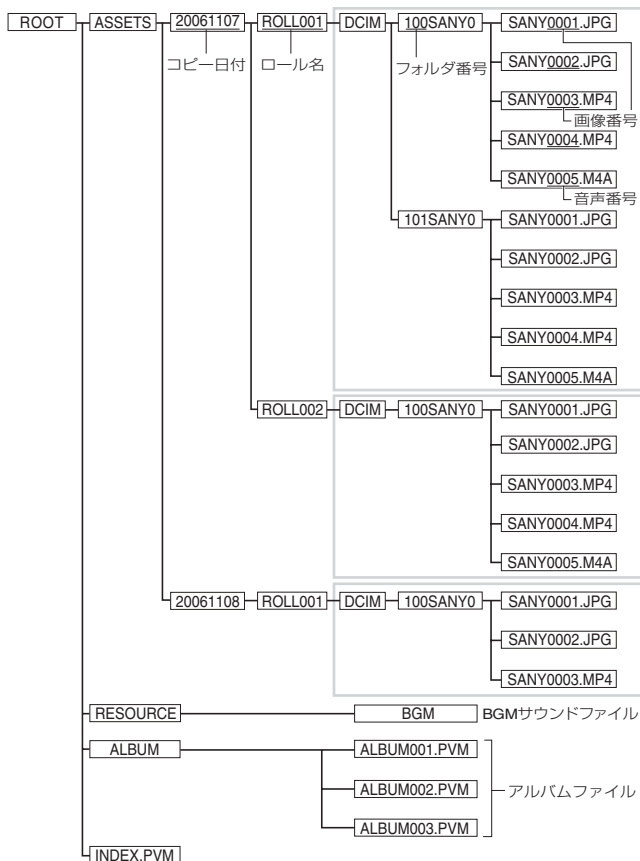 ROOT ASSETS 20061107 ROLL001 DCIM 100SANY0 SANY0001.JPG
コピー日付 ロール名 フォルダ番号
SANY0002.JPG
SANY0003.MP4
画像番号
SANY0004.MP4
SANY0005.M4A
音声番号
101SANY0 SANY0001.JPG
SANY0002.JPG
SANY0003.MP4
SANY0004.MP4
SANY0005.M4A
ROLL002 DCIM 100SANY0 SANY0001.JPG
SANY0002.JPG
SANY0003.MP4
SANY0004.MP4
SANY0005.M4A
20061108 ROLL001 DCIM 100SANY0 SANY0001.JPG
SANY0002.JPG
SANY0003.MP4
RESOURCE BGM BGMサウンドファイル
ALBUM ALBUM001.PVM
ALBUM002.PVM アルバムファイル
ALBUM003.PVM
INDEX.PVM